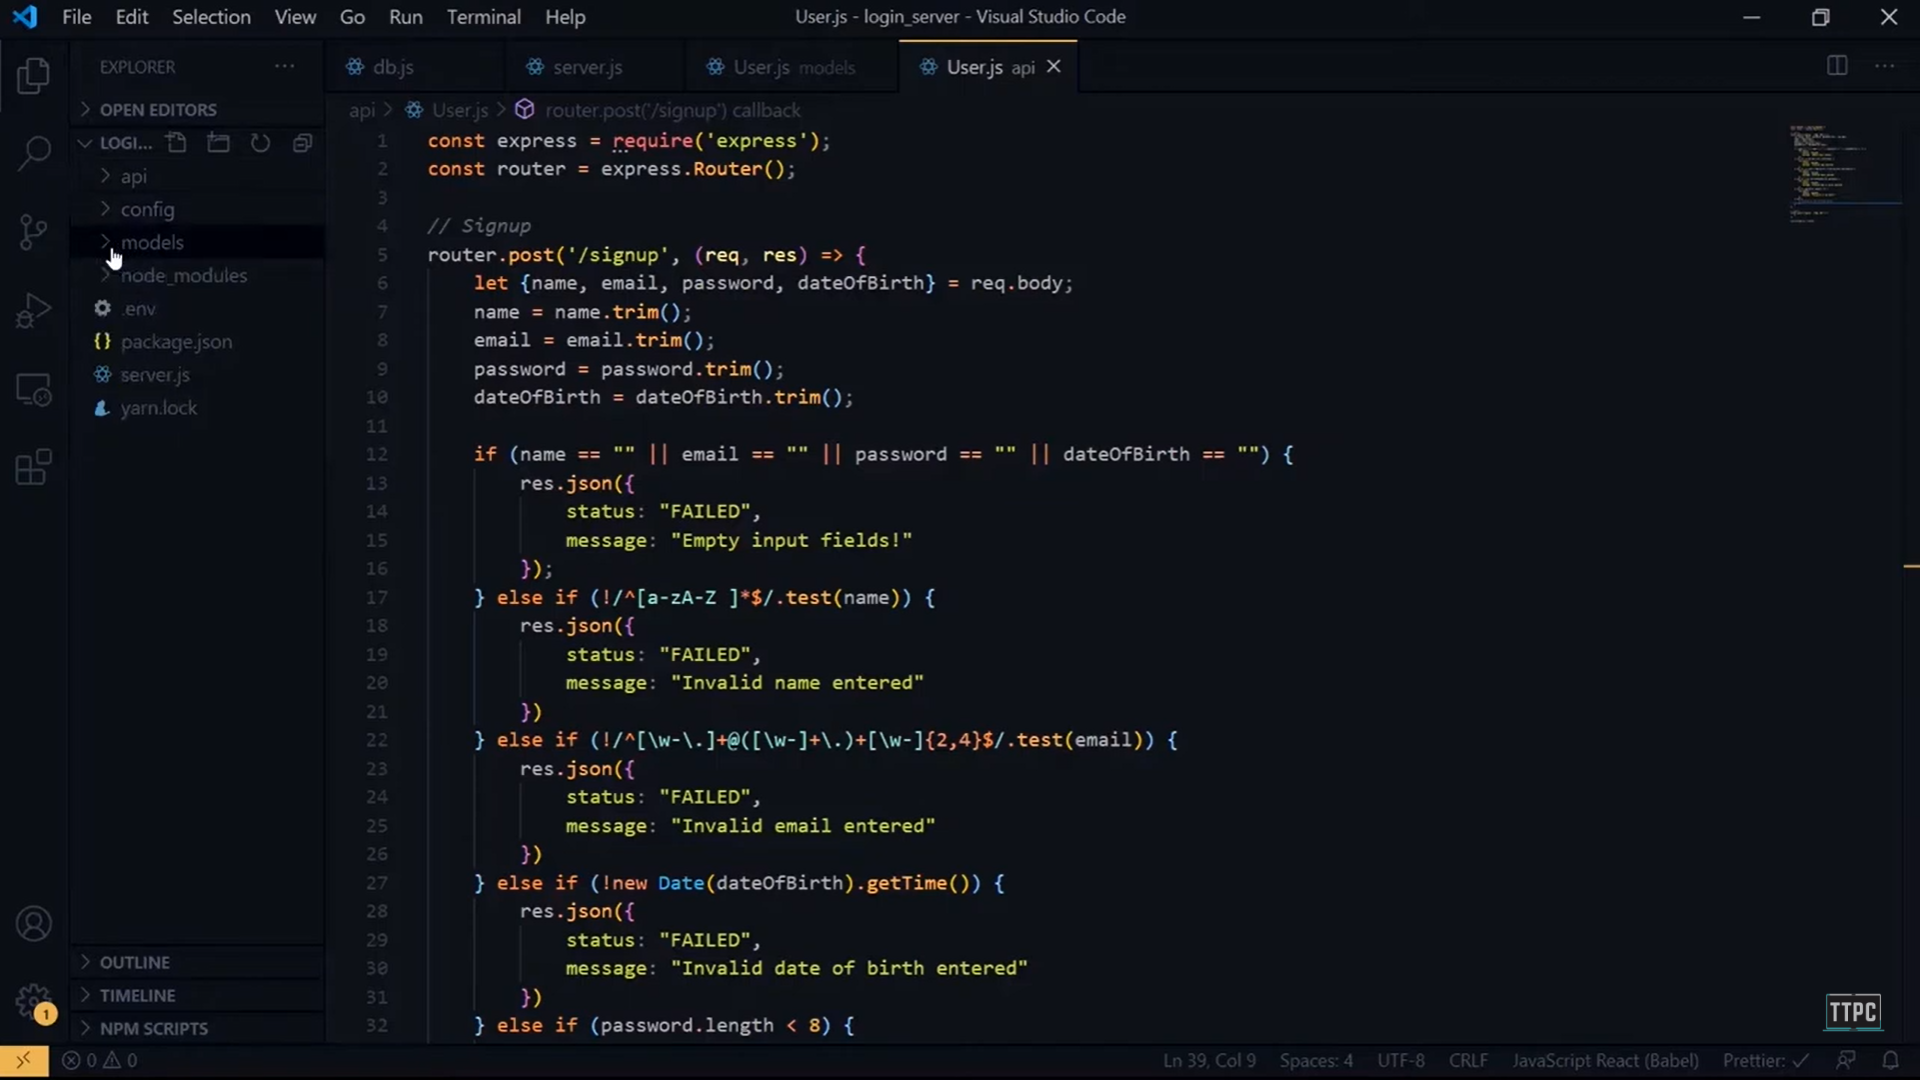 File Edit Selection View Go Run Terminal Help
User.js - login_server - Visual Studio Code
EXPLORER
OPEN EDITORS
LOGI...
api
config
models
node_modules
.env
package.json
server.js
yarn.lock
OUTLINE
TIMELINE
NPM SCRIPTS
db.js
server.js
User.js models
User.js api
api > User.js > router.post('/signup') callback
1 const express = require('express');
2 const router = express.Router();
3
4 // Signup
5 router.post('/signup', (req, res) => {
6 let {name, email, password, dateOfBirth} = req.body;
7 name = name.trim();
8 email = email.trim();
9 password = password.trim();
10 dateOfBirth = dateOfBirth.trim();
11
12 if (name == "" || email == "" || password == "" || dateOfBirth == "") {
13 res.json({
14 status: "FAILED",
15 message: "Empty input fields!"
16 });
17 } else if (!/^[a-zA-Z ]*$/.test(name)) {
18 res.json({
19 status: "FAILED",
20 message: "Invalid name entered"
21 })
22 } else if (!/^[\w-\.]+@([\w-]+\.)+[\w-]{2,4}$/.test(email)) {
23 res.json({
24 status: "FAILED",
25 message: "Invalid email entered"
26 })
27 } else if (!new Date(dateOfBirth).getTime()) {
28 res.json({
29 status: "FAILED",
30 message: "Invalid date of birth entered"
31 })
32 } else if (password.length < 8) {
TTPC
1
0 0
Ln 39, Col 9 Spaces: 4 UTF-8 CRLF JavaScript React (Babel) Prettier: ✓